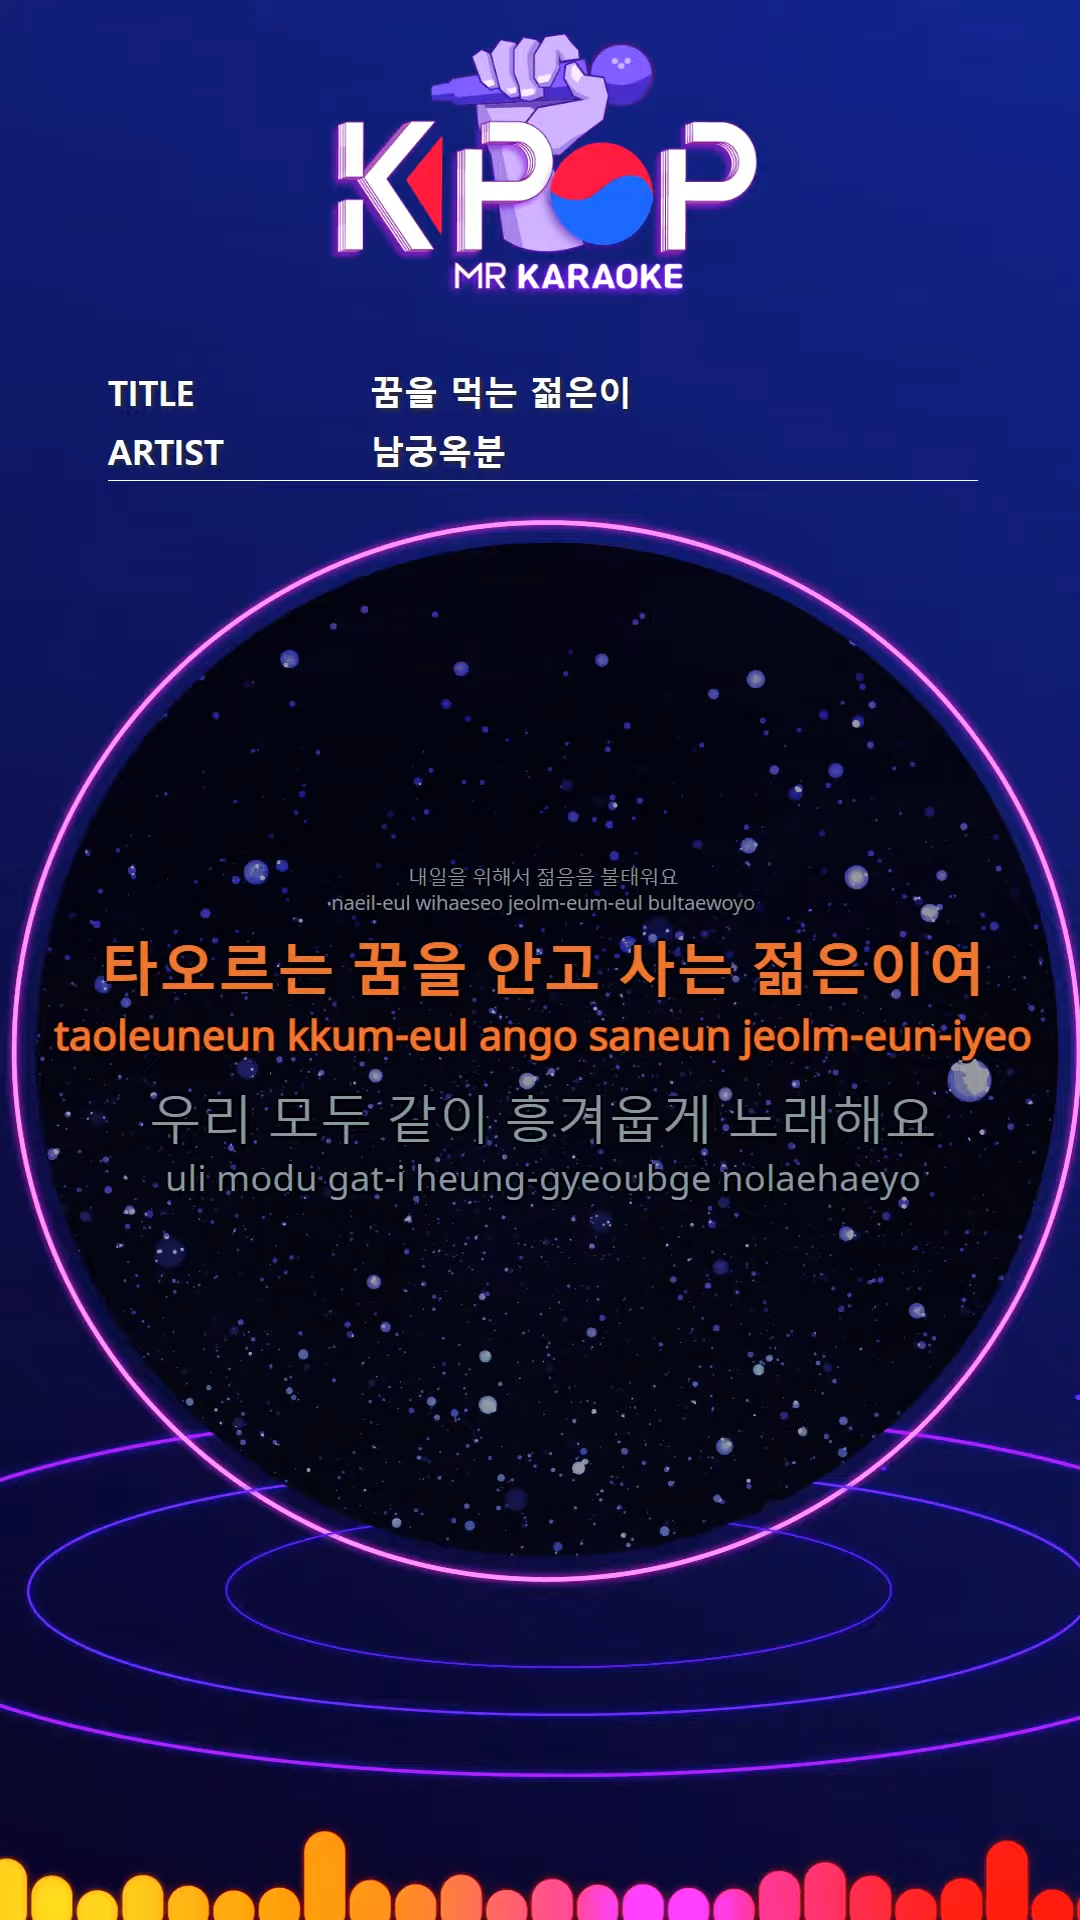 KPOP
MR KARAOKE
TITLE 꿈을 먹는 젊은이
ARTIST 남궁옥분
내일을 위해서 젊음을 불태워요
naeil-eul wihaeseo jeolm-eum-eul bultaewoyo
타오르는 꿈을 안고 사는 젊은이여
taoleuneun kkum-eul ango saneun jeolm-eun-iyeo
우리 모두 같이 흥겨웁게 노래해요
uli modu gat-i heung-gyeoubge nolaehaeyo